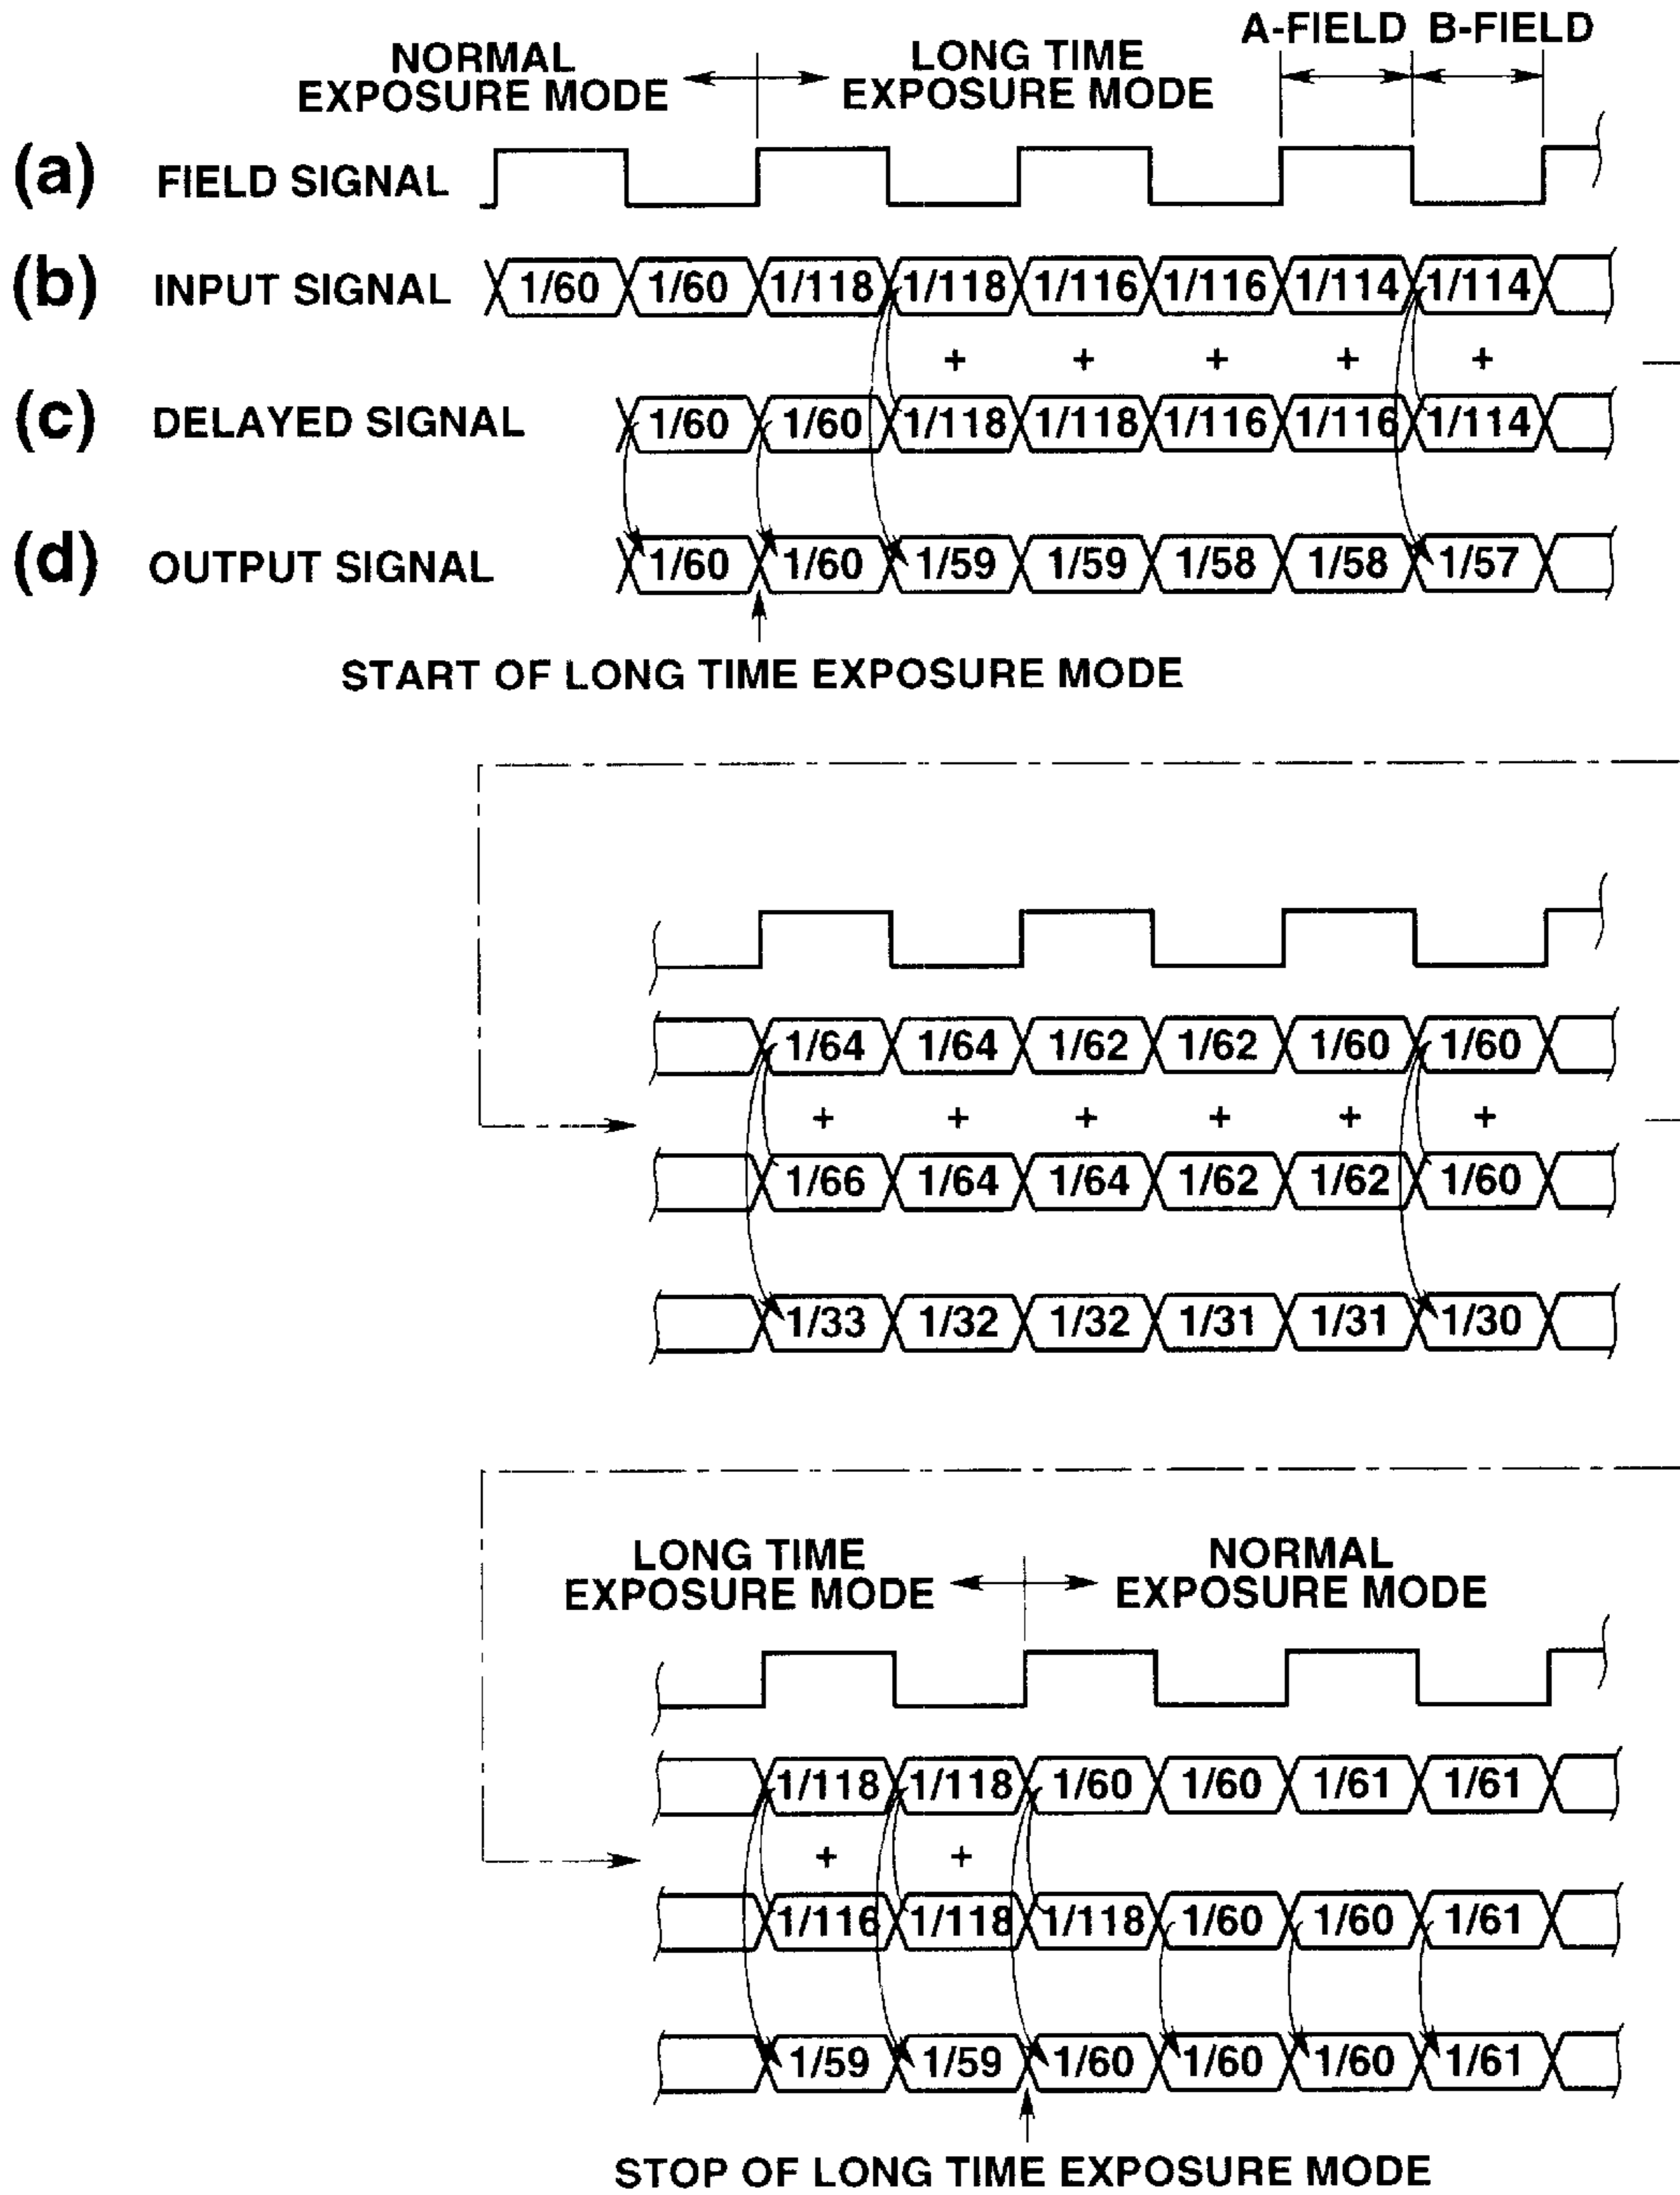 NORMAL
EXPOSURE MODE
LONG TIME
EXPOSURE MODE
A-FIELD B-FIELD
(a) FIELD SIGNAL
(b) INPUT SIGNAL 1/60 1/60 1/118 1/118 1/116 1/116 1/114 1/114
+ + + + +
(c) DELAYED SIGNAL 1/60 1/60 1/118 1/118 1/116 1/116 1/114
(d) OUTPUT SIGNAL 1/60 1/60 1/59 1/59 1/58 1/58 1/57
START OF LONG TIME EXPOSURE MODE
1/64 1/64 1/62 1/62 1/60 1/60
+ + + + + +
1/66 1/64 1/64 1/62 1/62 1/60
1/33 1/32 1/32 1/31 1/31 1/30
LONG TIME
EXPOSURE MODE
NORMAL
EXPOSURE MODE
1/118 1/118 1/60 1/60 1/61 1/61
+ +
1/116 1/118 1/118 1/60 1/60 1/61
1/59 1/59 1/60 1/60 1/60 1/61
STOP OF LONG TIME EXPOSURE MODE